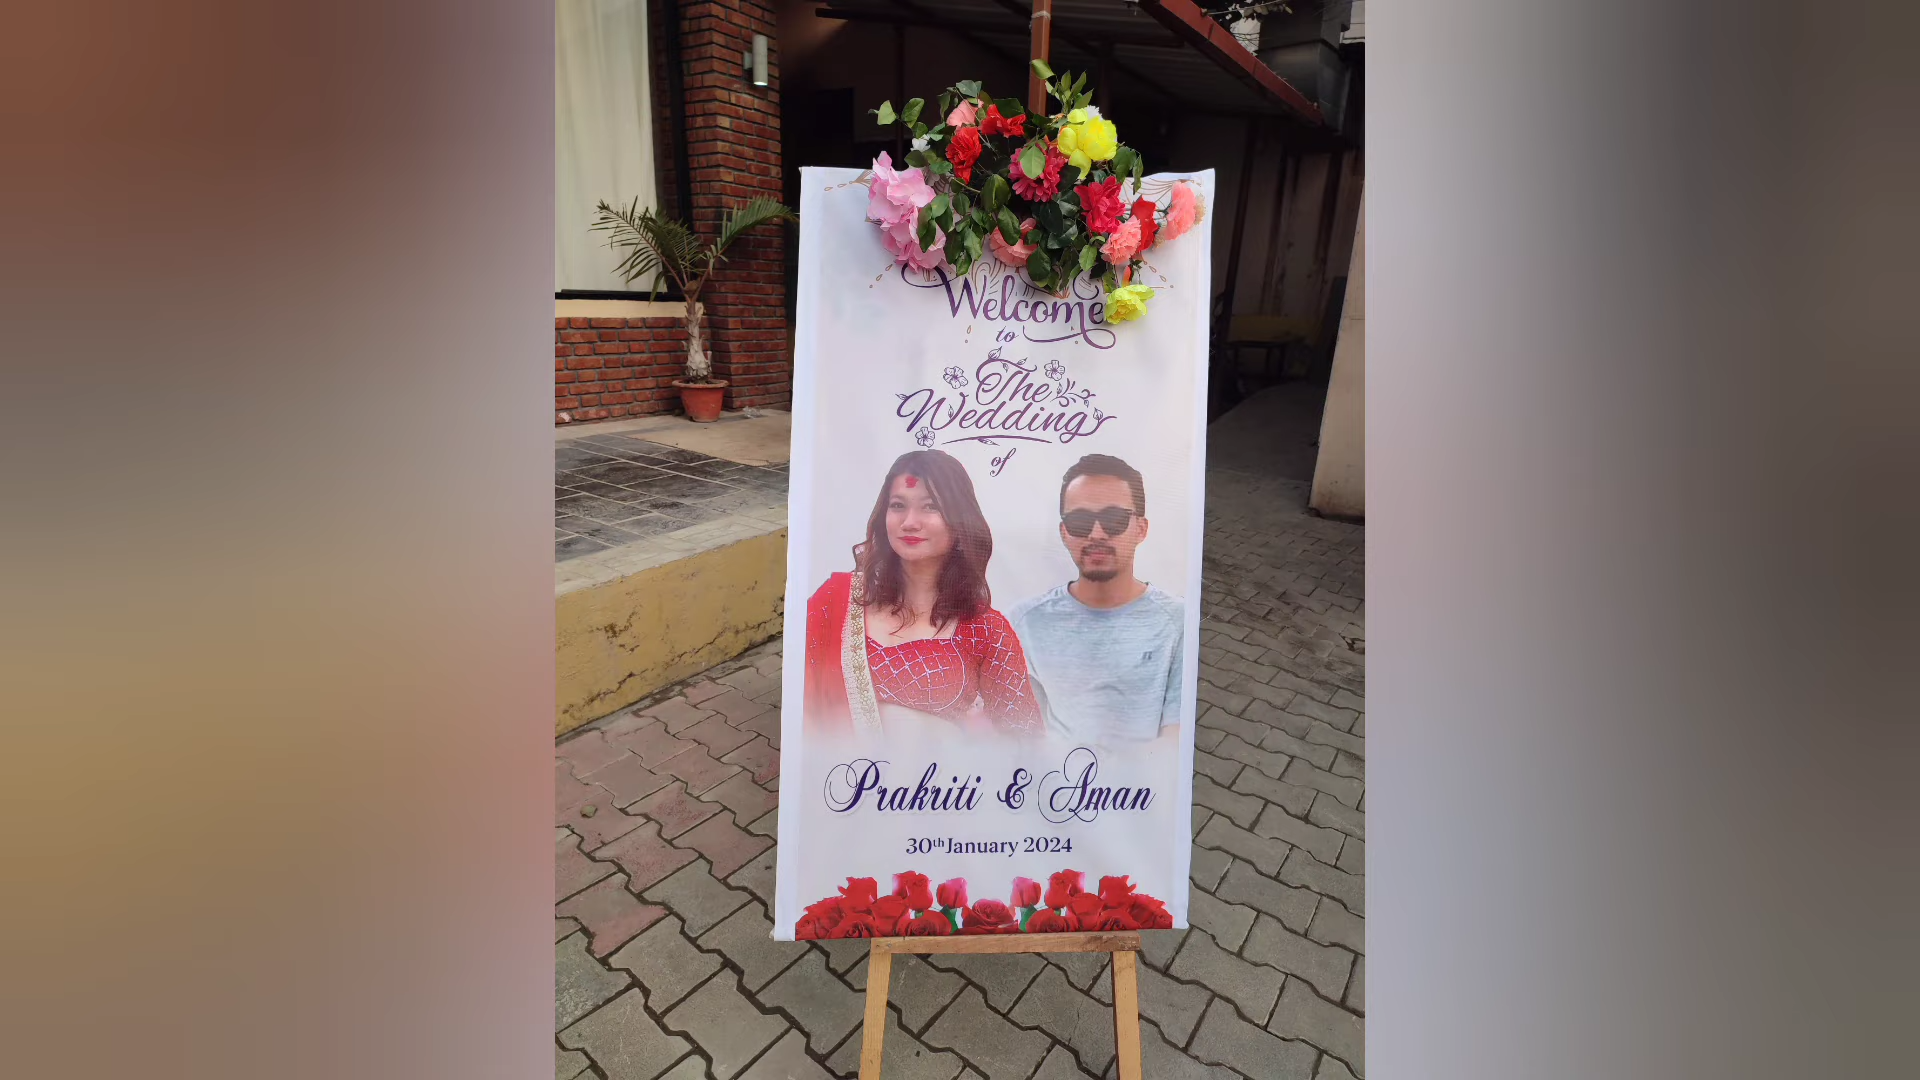 Welcome
to
The
Wedding
of
Prakriti & Aman
30th January 2024